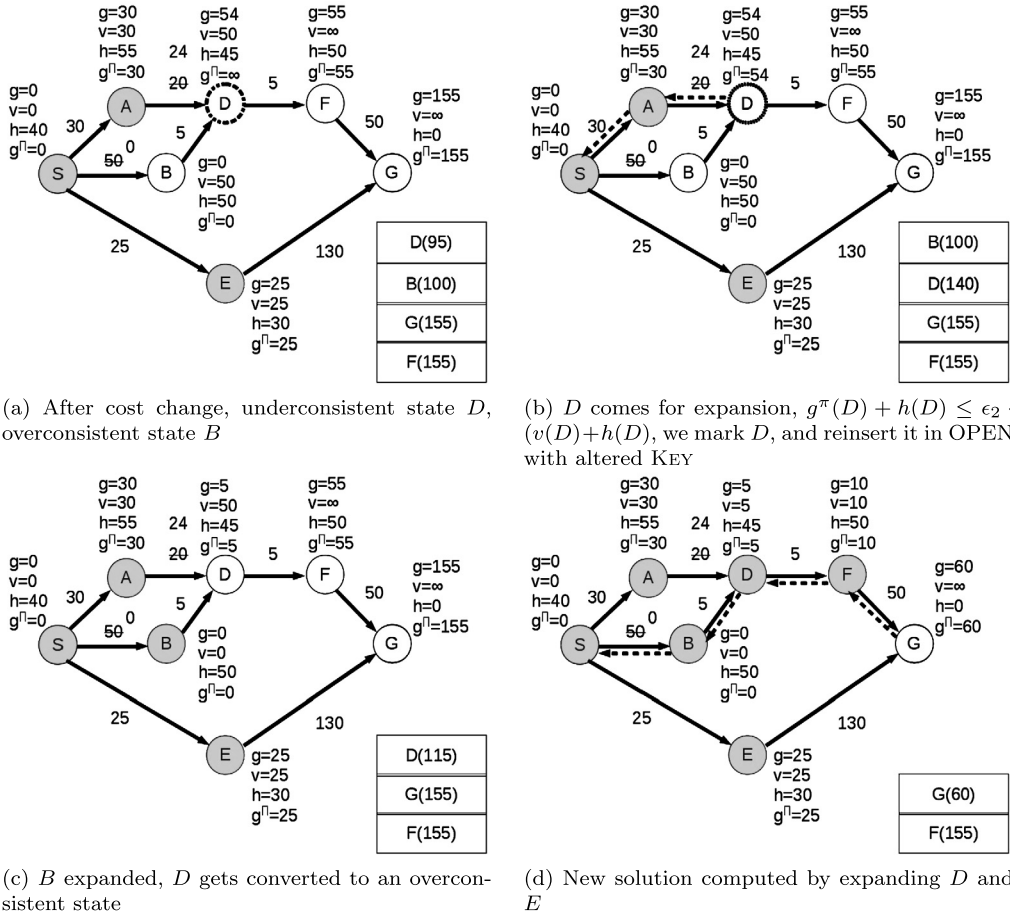 g=30
v=30
h=55
g^Π=30
g=54
v=50
h=45
g^Π=∞
g=55
v=∞
h=50
g^Π=55
g=0
v=0
h=40
g^Π=0
g=155
v=∞
h=0
g^Π=155
24
20
5
30
0
50
5
50
25
130
S
A
D
F
B
G
E
g=0
v=50
h=50
g^Π=0
g=25
v=25
h=30
g^Π=25
D(95)
B(100)
G(155)
F(155)
(a) After cost change, underconsistent state D,
overconsistent state B
g=30
v=30
h=55
g^Π=30
g=54
v=50
h=45
g^Π=54
g=55
v=∞
h=50
g^Π=55
g=0
v=0
h=40
g^Π=0
g=155
v=∞
h=0
g^Π=155
24
20
5
30
0
50
5
50
25
130
S
A
D
F
B
G
E
g=0
v=50
h=50
g^Π=0
g=25
v=25
h=30
g^Π=25
B(100)
D(140)
G(155)
F(155)
(b) D comes for expansion, g^π(D) + h(D) ≤ ϵ₂ ·
(v(D)+h(D), we mark D, and reinsert it in OPEN
with altered KEY
g=30
v=30
h=55
g^Π=30
g=5
v=50
h=45
g^Π=5
g=55
v=∞
h=50
g^Π=55
g=0
v=0
h=40
g^Π=0
g=155
v=∞
h=0
g^Π=155
24
20
5
30
0
50
5
50
25
130
S
A
D
F
B
G
E
g=0
v=0
h=50
g^Π=0
g=25
v=25
h=30
g^Π=25
D(115)
G(155)
F(155)
(c) B expanded, D gets converted to an overcon-
sistent state
g=30
v=30
h=55
g^Π=30
g=5
v=5
h=45
g^Π=5
g=10
v=10
h=50
g^Π=10
g=0
v=0
h=40
g^Π=0
g=60
v=∞
h=0
g^Π=60
24
20
5
30
0
50
5
50
25
130
S
A
D
F
B
G
E
g=0
v=0
h=50
g^Π=0
g=25
v=25
h=30
g^Π=25
G(60)
F(155)
(d) New solution computed by expanding D and
E